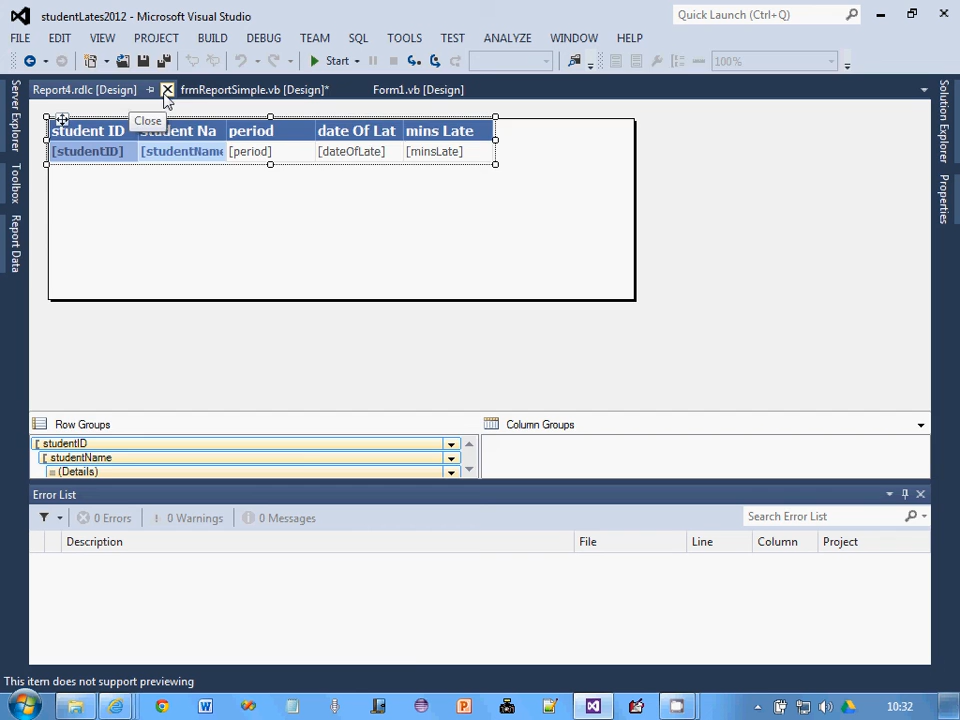 studentLates2012 - Microsoft Visual Studio
Quick Launch (Ctrl+Q)
FILE EDIT VIEW PROJECT BUILD DEBUG TEAM SQL TOOLS TEST ANALYZE WINDOW HELP
Start 100%
Report4.rdlc [Design] frmReportSimple.vb [Design]* Form1.vb [Design]
Close
Server Explorer
Toolbox
Report Data
Solution Explorer
Properties
student ID student Na period date Of Lat mins Late
[studentID] [studentName [period] [dateOfLate] [minsLate]
Row Groups Column Groups
[ studentID
[ studentName
(Details)
Error List
0 Errors 0 Warnings 0 Messages Search Error List
Description File Line Column Project
This item does not support previewing
10:32